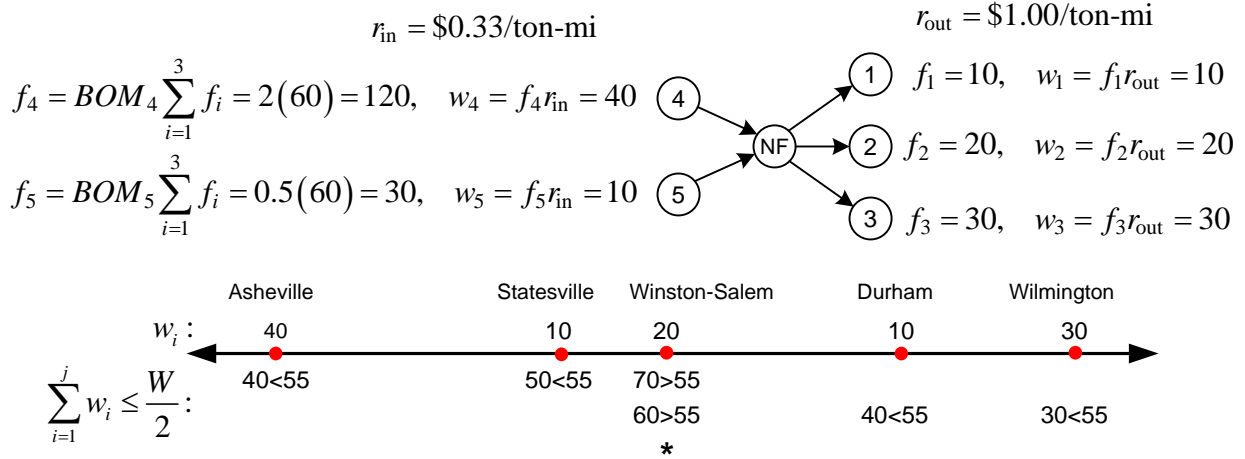 r_in = $0.33/ton-mi
r_out = $1.00/ton-mi
f_4 = BOM_4 ∑_{i=1}^{3} f_i = 2(60) = 120, w_4 = f_4 r_in = 40
f_5 = BOM_5 ∑_{i=1}^{3} f_i = 0.5(60) = 30, w_5 = f_5 r_in = 10
4
5
NF
1 f_1 = 10, w_1 = f_1 r_out = 10
2 f_2 = 20, w_2 = f_2 r_out = 20
3 f_3 = 30, w_3 = f_3 r_out = 30
Asheville Statesville Winston-Salem Durham Wilmington
w_i : 40 10 20 10 30
∑_{i=1}^{j} w_i ≤ W/2 : 40<55 50<55 70>55
60>55 40<55 30<55
*